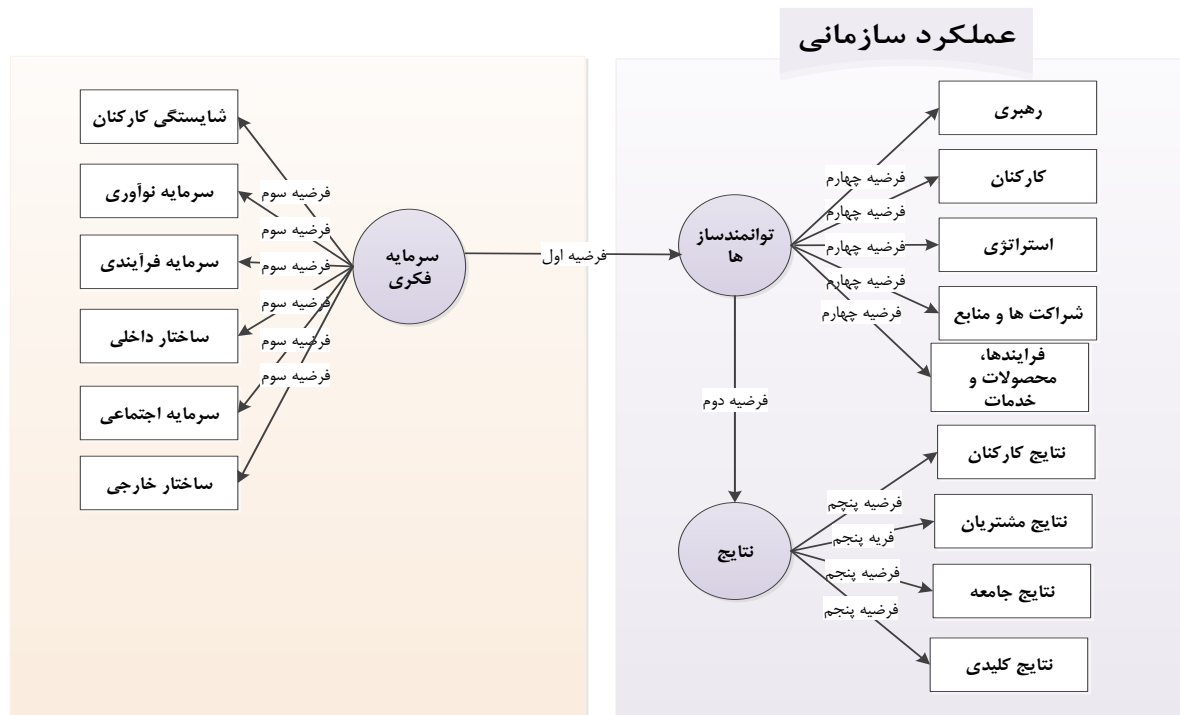 عملکرد سازمانی
رهبری
کارکنان
استراتژی
شراکت ها و منابع
فرایندها،
محصولات و
خدمات
فرضیه چهارم
فرضیه چهارم
فرضیه چهارم
فرضیه چهارم
فرضیه چهارم
توانمندساز
ها
فرضیه دوم
نتایج کارکنان
نتایج مشتریان
نتایج جامعه
نتایج کلیدی
فرضیه پنچم
فریه پنجم
فرضیه پنجم
فرضیه پنجم
نتایج
فرضیه اول
سرمایه
فکری
فرضیه سوم
فرضیه سوم
فرضیه سوم
فرضیه سوم
فرضیه سوم
فرضیه سوم
شایستگی کارکنان
سرمایه نوآوری
سرمایه فرآیندی
ساختار داخلی
سرمایه اجتماعی
ساختار خارجی